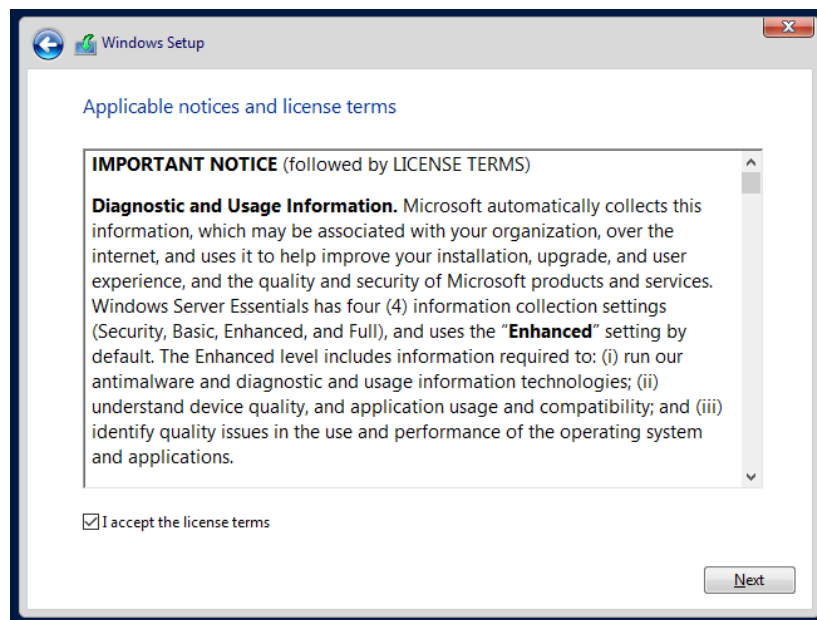 Windows Setup
Applicable notices and license terms
IMPORTANT NOTICE (followed by LICENSE TERMS)
Diagnostic and Usage Information. Microsoft automatically collects this
information, which may be associated with your organization, over the
internet, and uses it to help improve your installation, upgrade, and user
experience, and the quality and security of Microsoft products and services.
Windows Server Essentials has four (4) information collection settings
(Security, Basic, Enhanced, and Full), and uses the “Enhanced” setting by
default. The Enhanced level includes information required to: (i) run our
antimalware and diagnostic and usage information technologies; (ii)
understand device quality, and application usage and compatibility; and (iii)
identify quality issues in the use and performance of the operating system
and applications.
I accept the license terms
Next